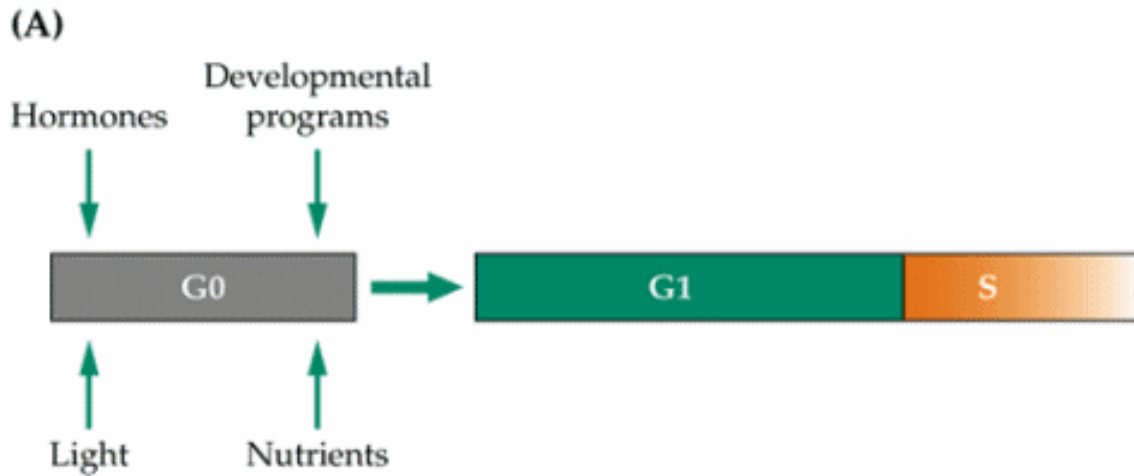 (A)
Developmental
programs
Hormones
G0
G1
S
Light
Nutrients